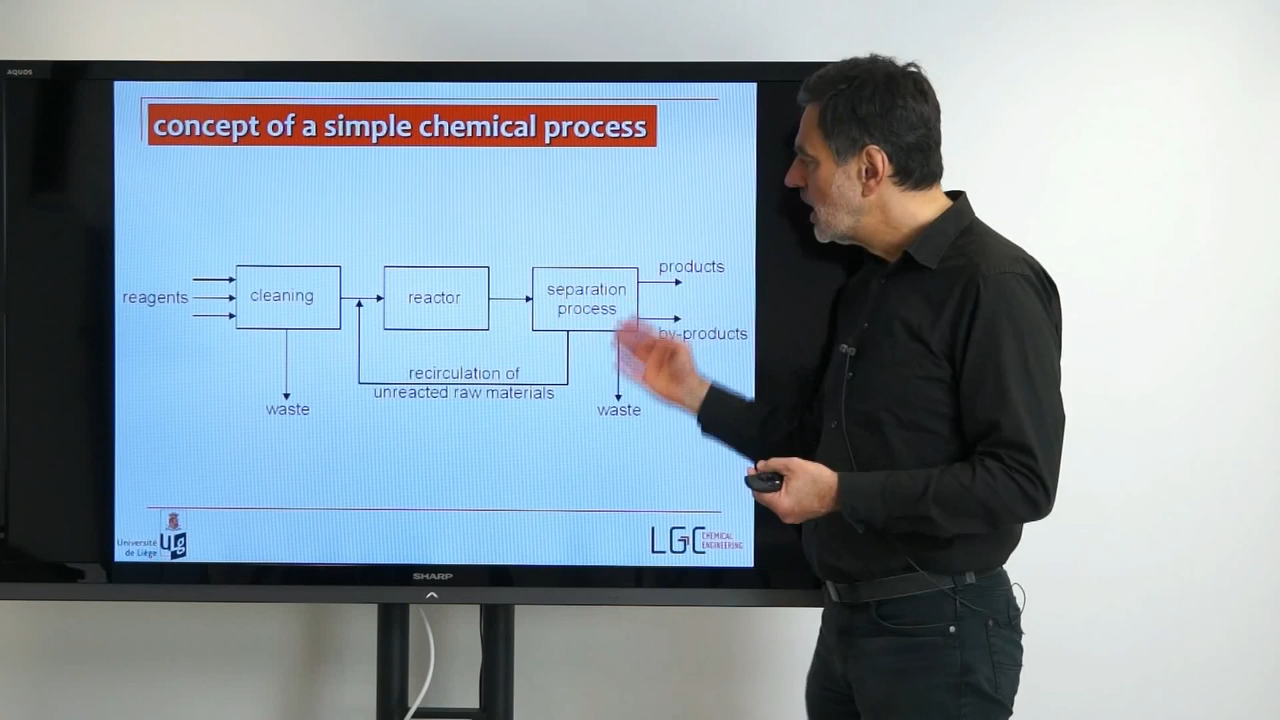 AQUOS
concept of a simple chemical process
reagents
cleaning
reactor
separation
process
products
by-products
recirculation of
unreacted raw materials
waste
waste
Université
de Liège
ULg
LGC
CHEMICAL
ENGINEERING
SHARP